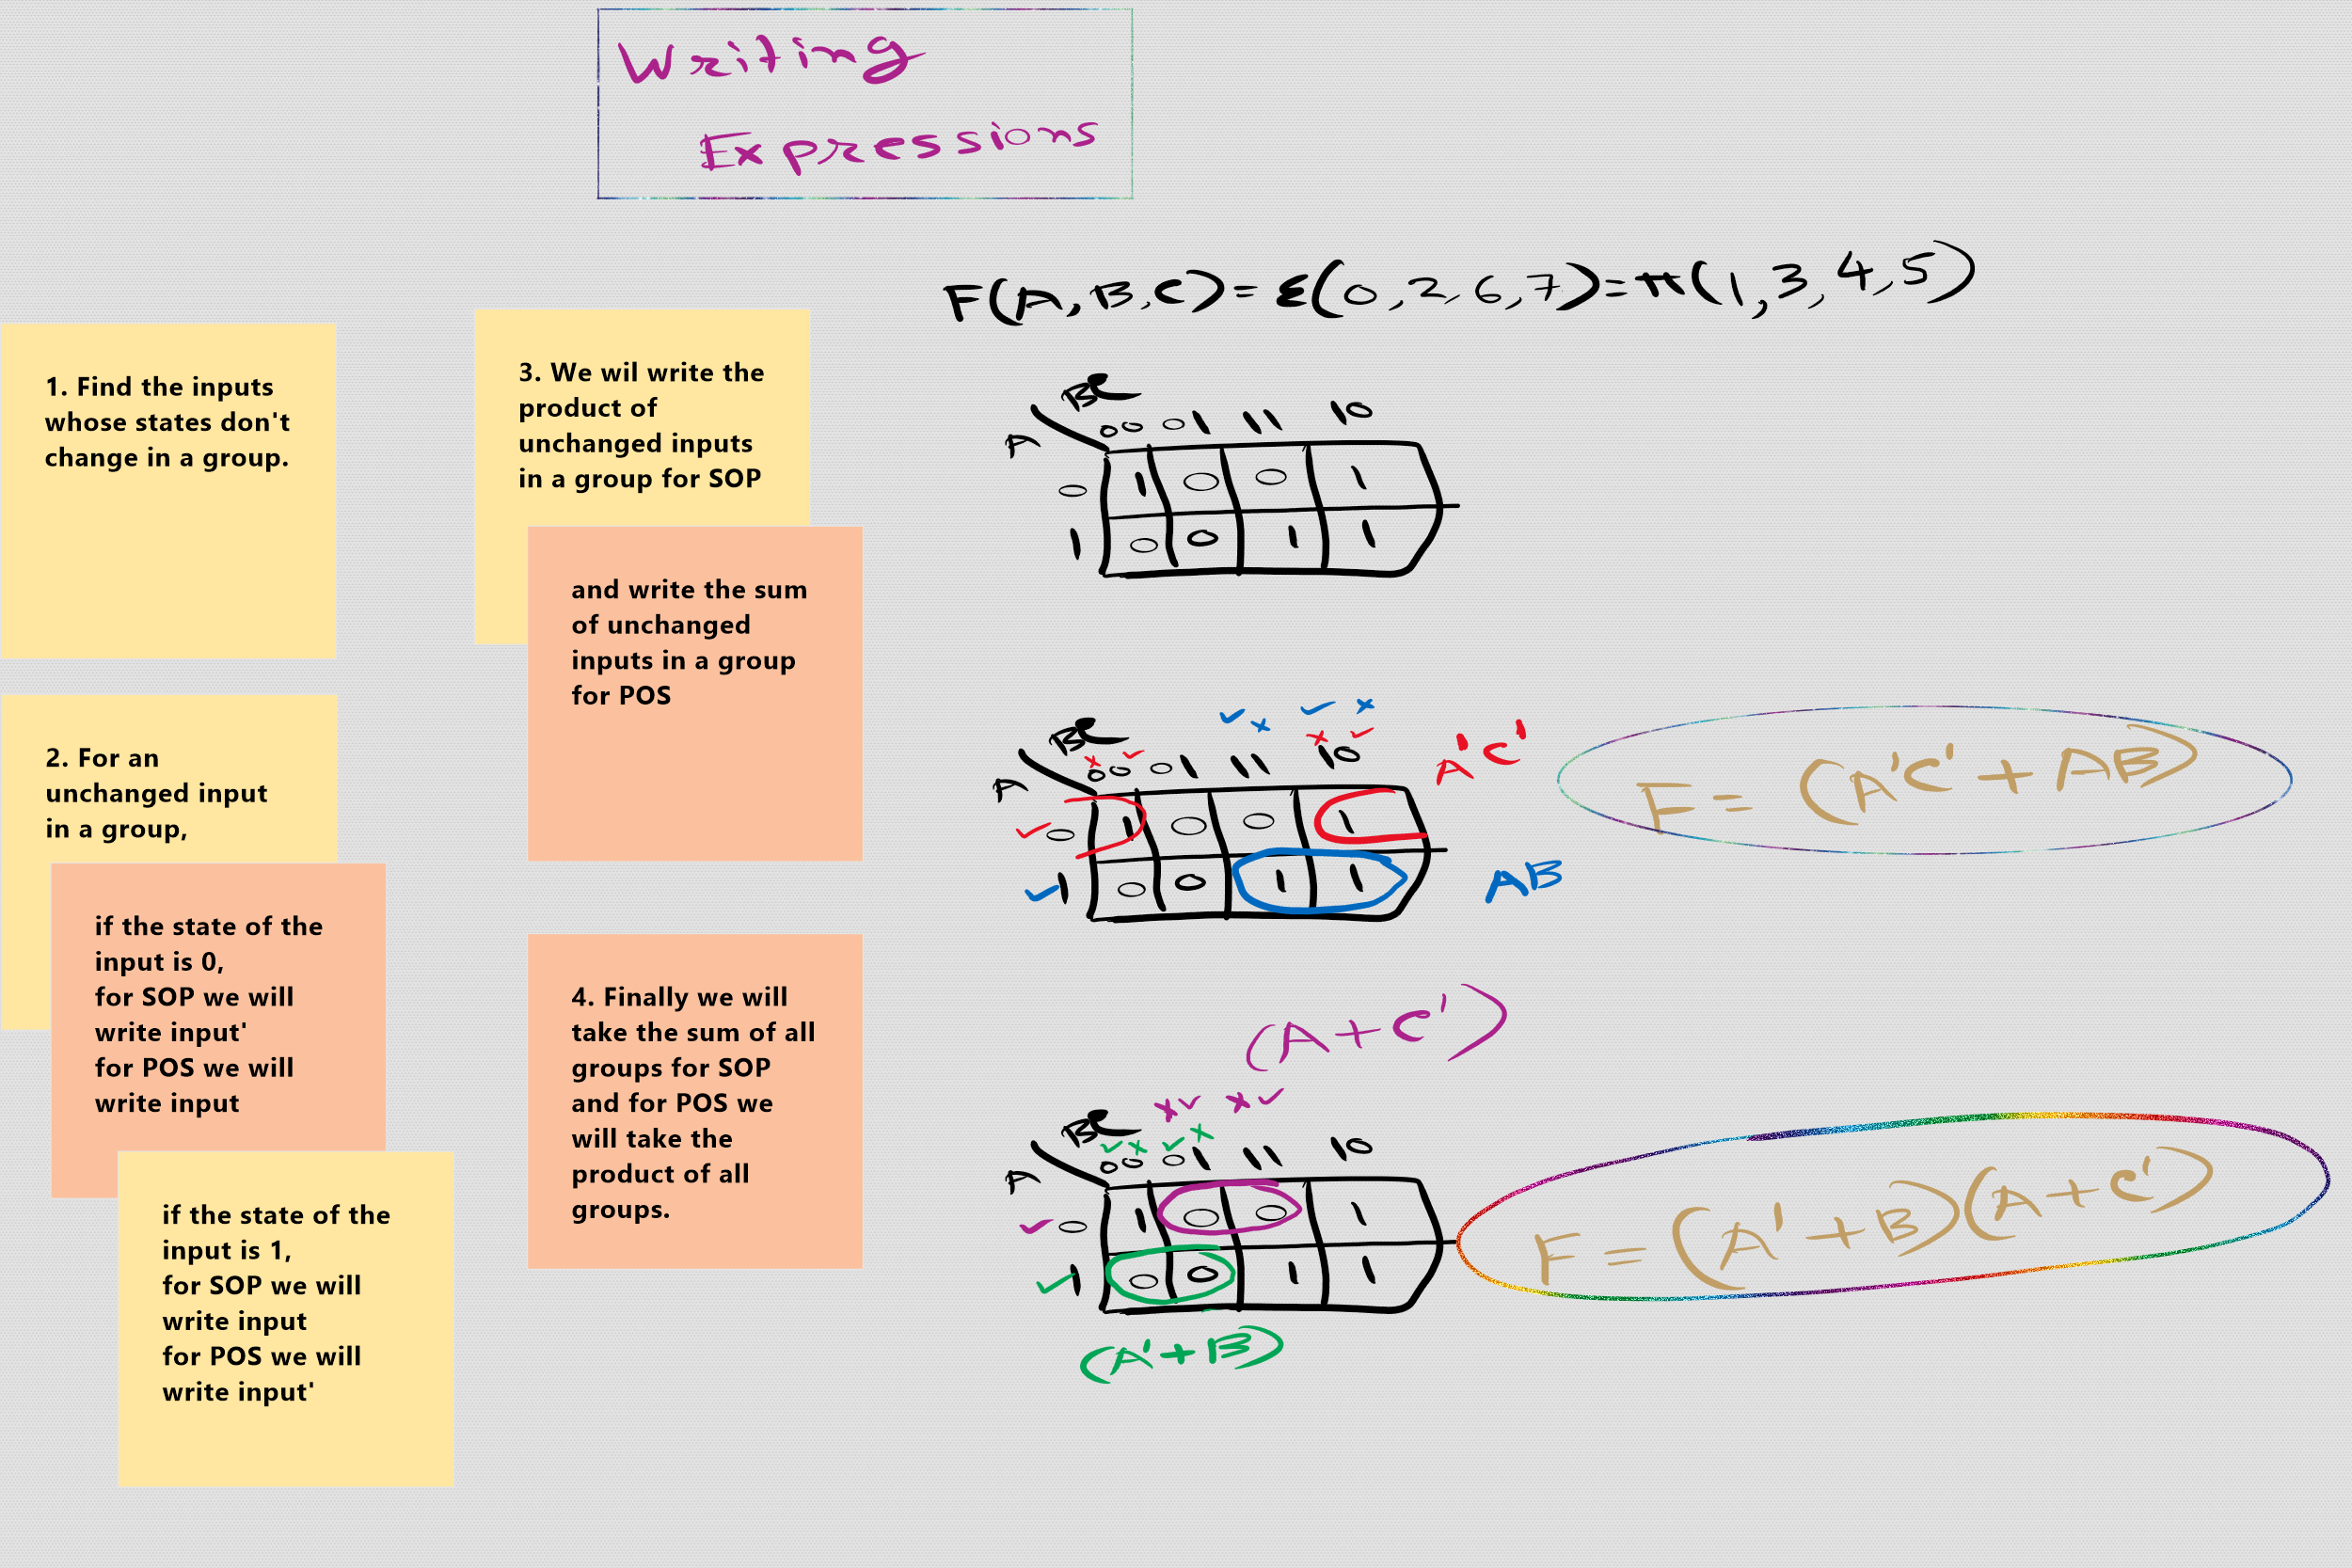 Writing
Expressions
F(A,B,C)=Σ(0,2,6,7)=π(1,3,4,5)
1. Find the inputs
whose states don't
change in a group.
2. For an
unchanged input
in a group,
if the state of the
input is 0,
for SOP we will
write input'
for POS we will
write input
if the state of the
input is 1,
for SOP we will
write input
for POS we will
write input'
3. We wil write the
product of
unchanged inputs
in a group for SOP
and write the sum
of unchanged
inputs in a group
for POS
4. Finally we will
take the sum of all
groups for SOP
and for POS we
will take the
product of all
groups.
BC
A 00 01 11 10
0 1 0 0 1
1 0 0 1 1
✓ × ✓ ×
BC × ✓ × ✓ A'C'
A 00 01 11 10
✓ 0 1 0 0 1
✓ 1 0 0 1 1
AB
F = (A'C' + AB)
(A+C')
× ✓ × ✓
BC ✓ × ✓ ×
A 00 01 11 10
✓ 0 1 0 0 1
✓ 1 0 0 1 1
(A'+B)
F = (A'+B)(A+C')